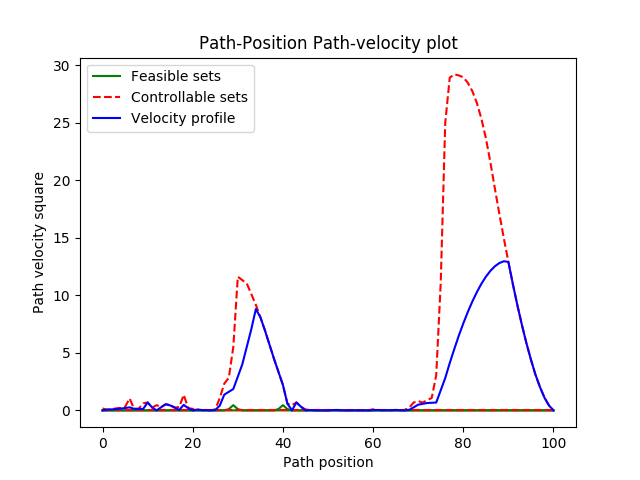 Path-Position Path-velocity plot
Feasible sets
Controllable sets
Velocity profile
Path velocity square
30
25
20
15
10
5
0
0 20 40 60 80 100
Path position